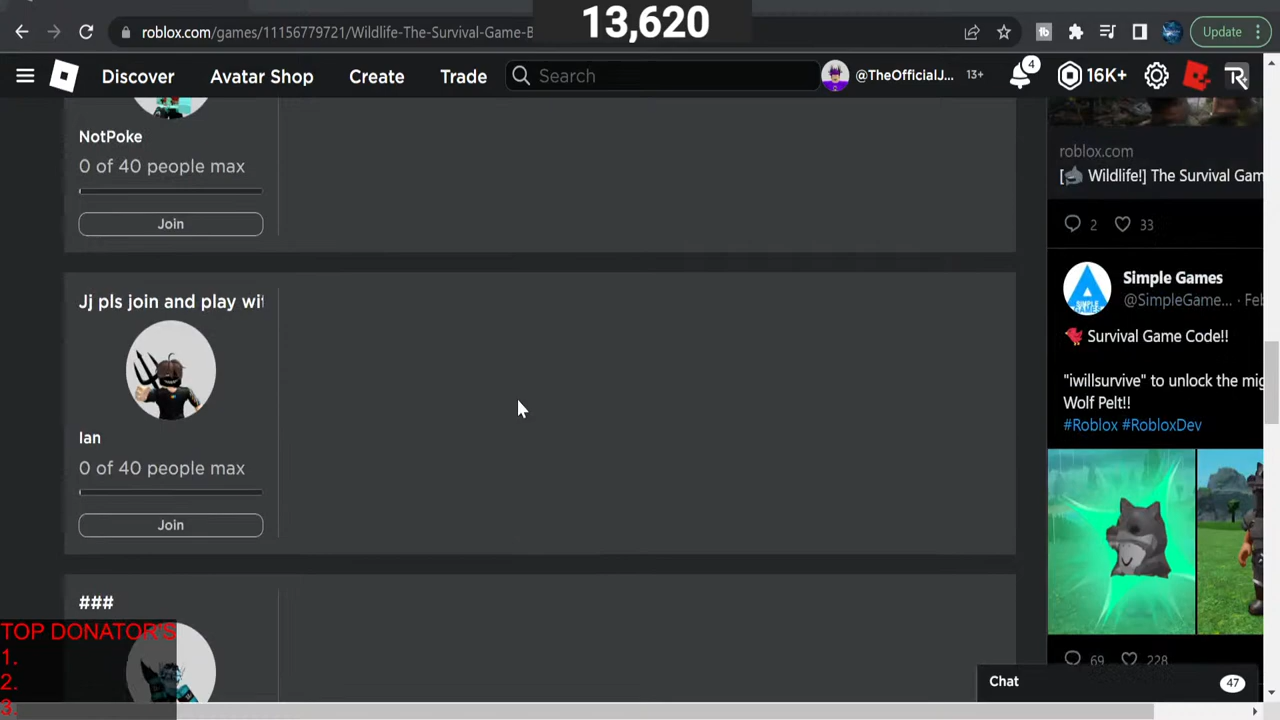 13,620
roblox.com/games/11156779721/Wildlife-The-Survival-Game-B
Update
Discover
Avatar Shop
Create
Trade
Search
@TheOfficialJ...
13+
4
16K+
NotPoke
0 of 40 people max
Join
Jj pls join and play wit
Ian
0 of 40 people max
Join
###
TOP DONATOR'S
1.
2.
3.
roblox.com
[ Wildlife!] The Survival Gam
2 33
Simple Games
@SimpleGame... · Feb
Survival Game Code!!
"iwillsurvive" to unlock the mig
Wolf Pelt!!
#Roblox #RobloxDev
69 228
Chat
47